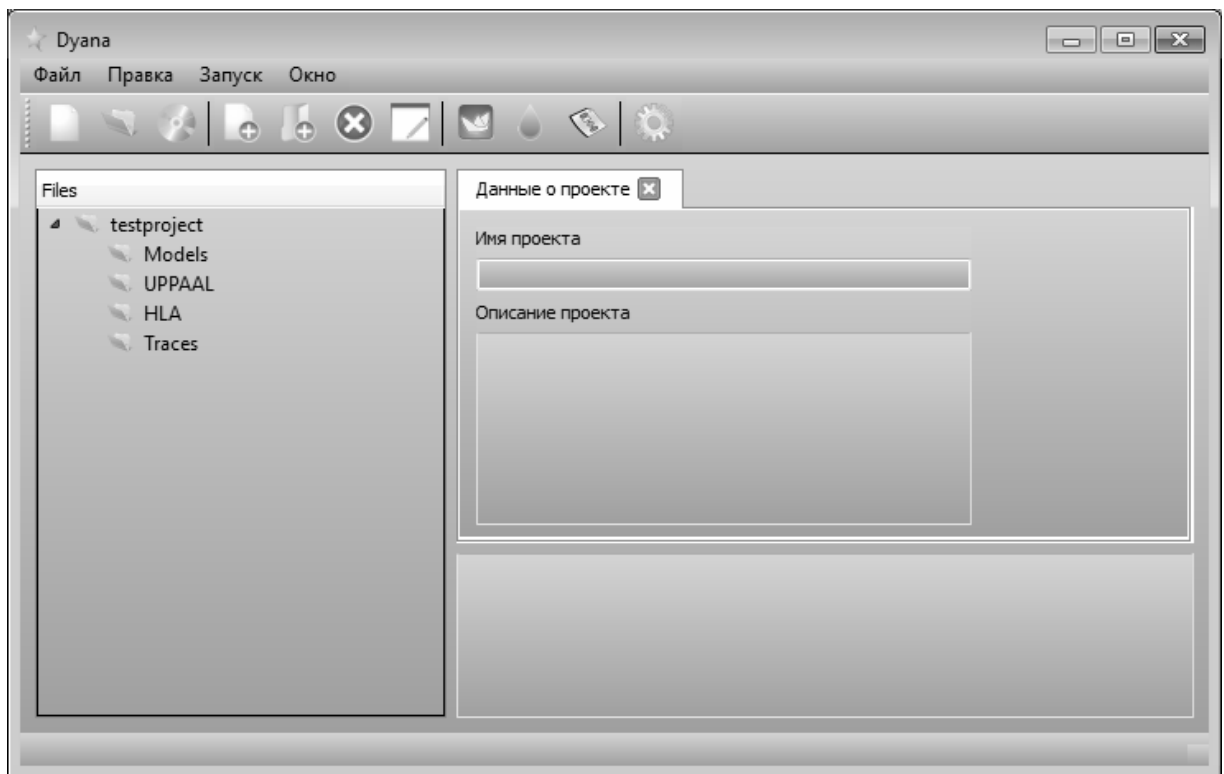 Dyana
Файл Правка Запуск Окно
Files
testproject
Models
UPPAAL
HLA
Traces
Данные о проекте
Имя проекта
Описание проекта